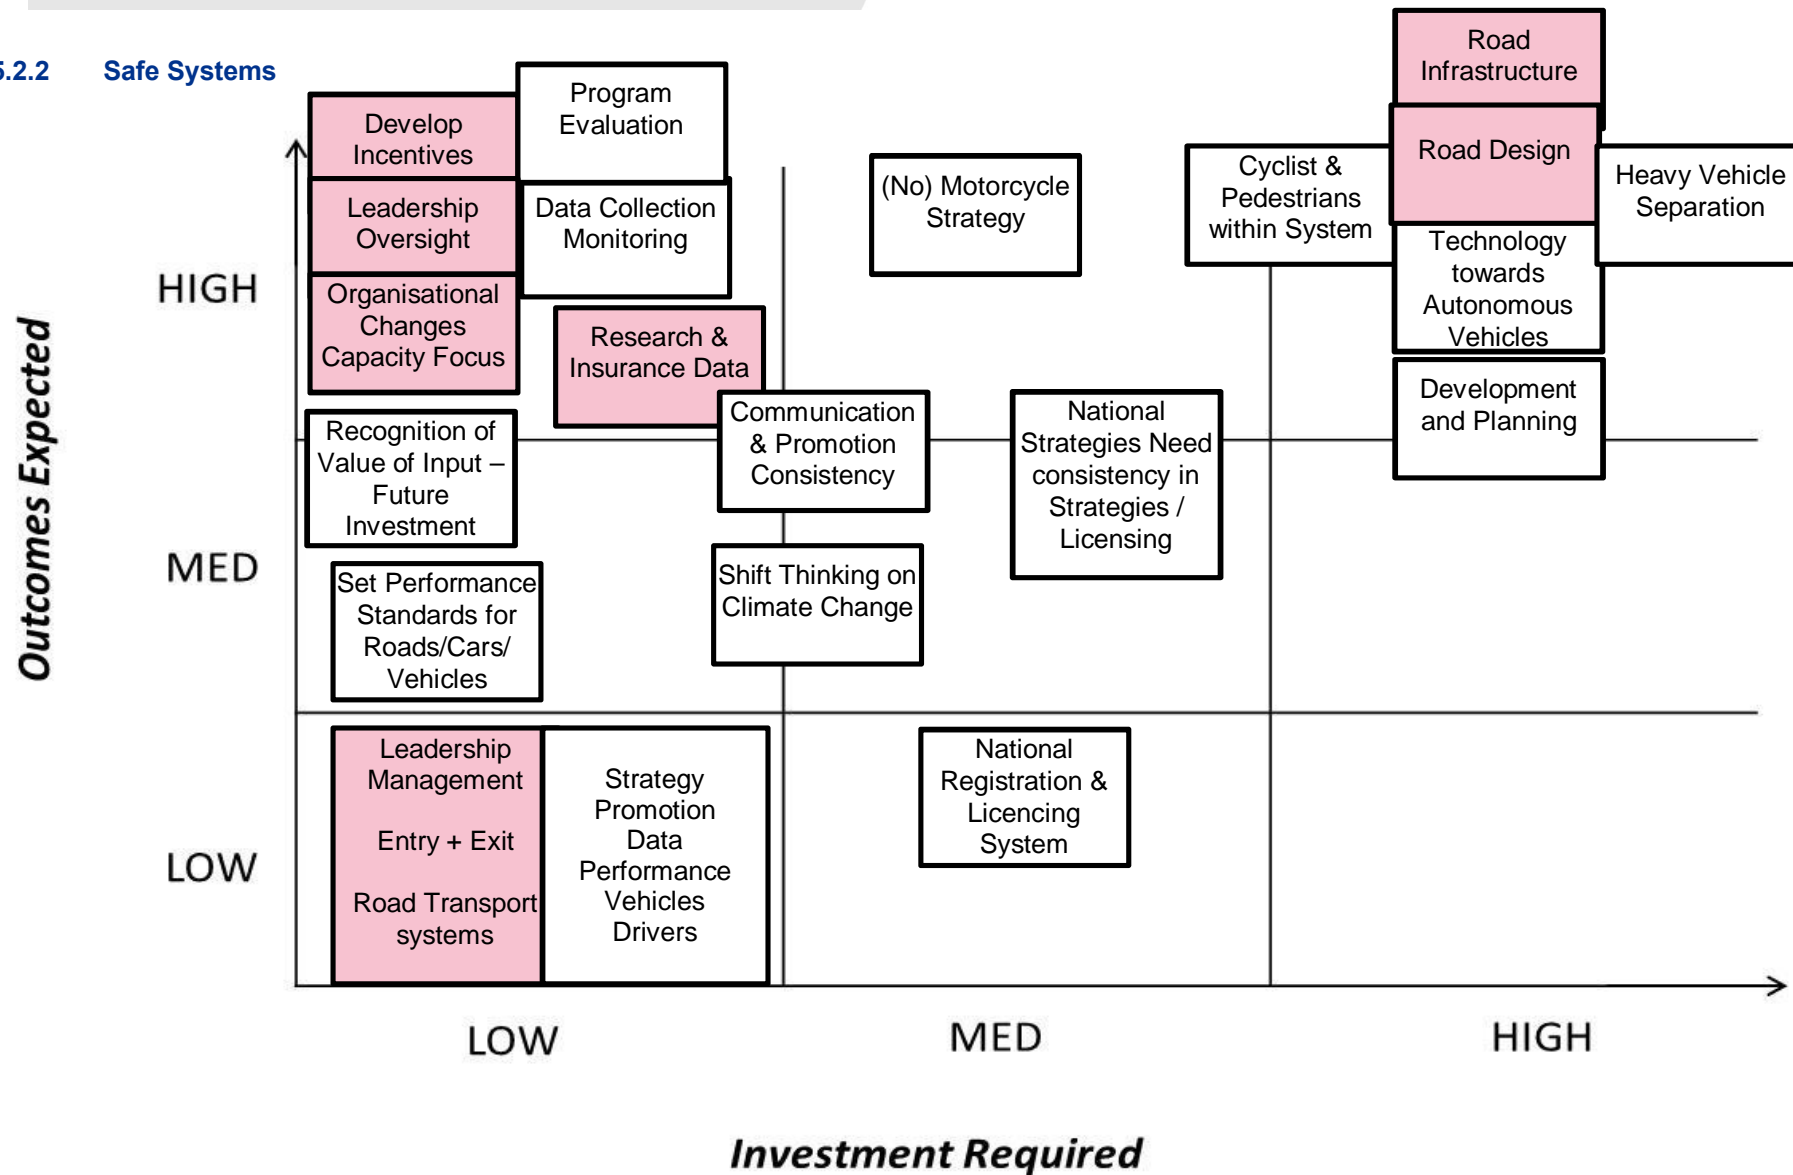 5.2.2 Safe Systems
Develop
Incentives
Program
Evaluation
Leadership
Oversight
Data Collection
Monitoring
Organisational
Changes
Capacity Focus
Research &
Insurance Data
(No) Motorcycle
Strategy
Cyclist &
Pedestrians
within System
Road
Infrastructure
Road Design
Heavy Vehicle
Separation
Technology
towards
Autonomous
Vehicles
Development
and Planning
HIGH
Recognition of
Value of Input –
Future
Investment
Communication
& Promotion
Consistency
National
Strategies Need
consistency in
Strategies /
Licensing
Outcomes Expected
MED
Set Performance
Standards for
Roads/Cars/
Vehicles
Shift Thinking on
Climate Change
LOW
Leadership
Management
Entry + Exit
Road Transport
systems
Strategy
Promotion
Data
Performance
Vehicles
Drivers
National
Registration &
Licencing
System
LOW
MED
HIGH
Investment Required